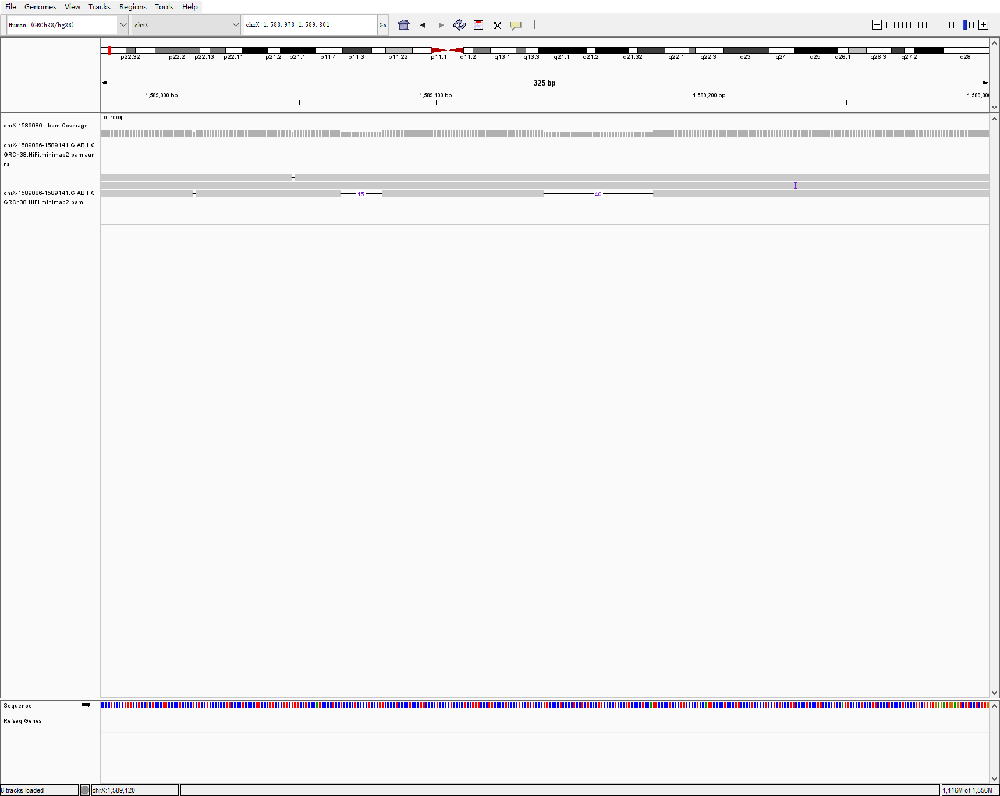 File Genomes View Tracks Regions Tools Help
Human (GRCh38/hg38) chrX chrX:1,588,978-1,589,301 Go
p22.32 p22.2 p22.13 p22.11 p21.2 p21.1 p11.4 p11.3 p11.22 p11.1 q11.2 q13.1 q13.3 q21.1 q21.2 q21.32 q22.1 q22.3 q23 q24 q25 q26.1 q26.3 q27.2 q28
325 bp
1,589,000 bp 1,589,100 bp 1,589,200 bp 1,589,300
[0 - 10.00]
chrX-1589086...bam Coverage
chrX-1589086-1589141.GIAB.HG
GRCh38.HiFi.minimap2.bam Jun
ns
chrX-1589086-1589141.GIAB.HG
GRCh38.HiFi.minimap2.bam
15 40
Sequence
Refseq Genes
8 tracks loaded chrX:1,589,120 1,116M of 1,556M